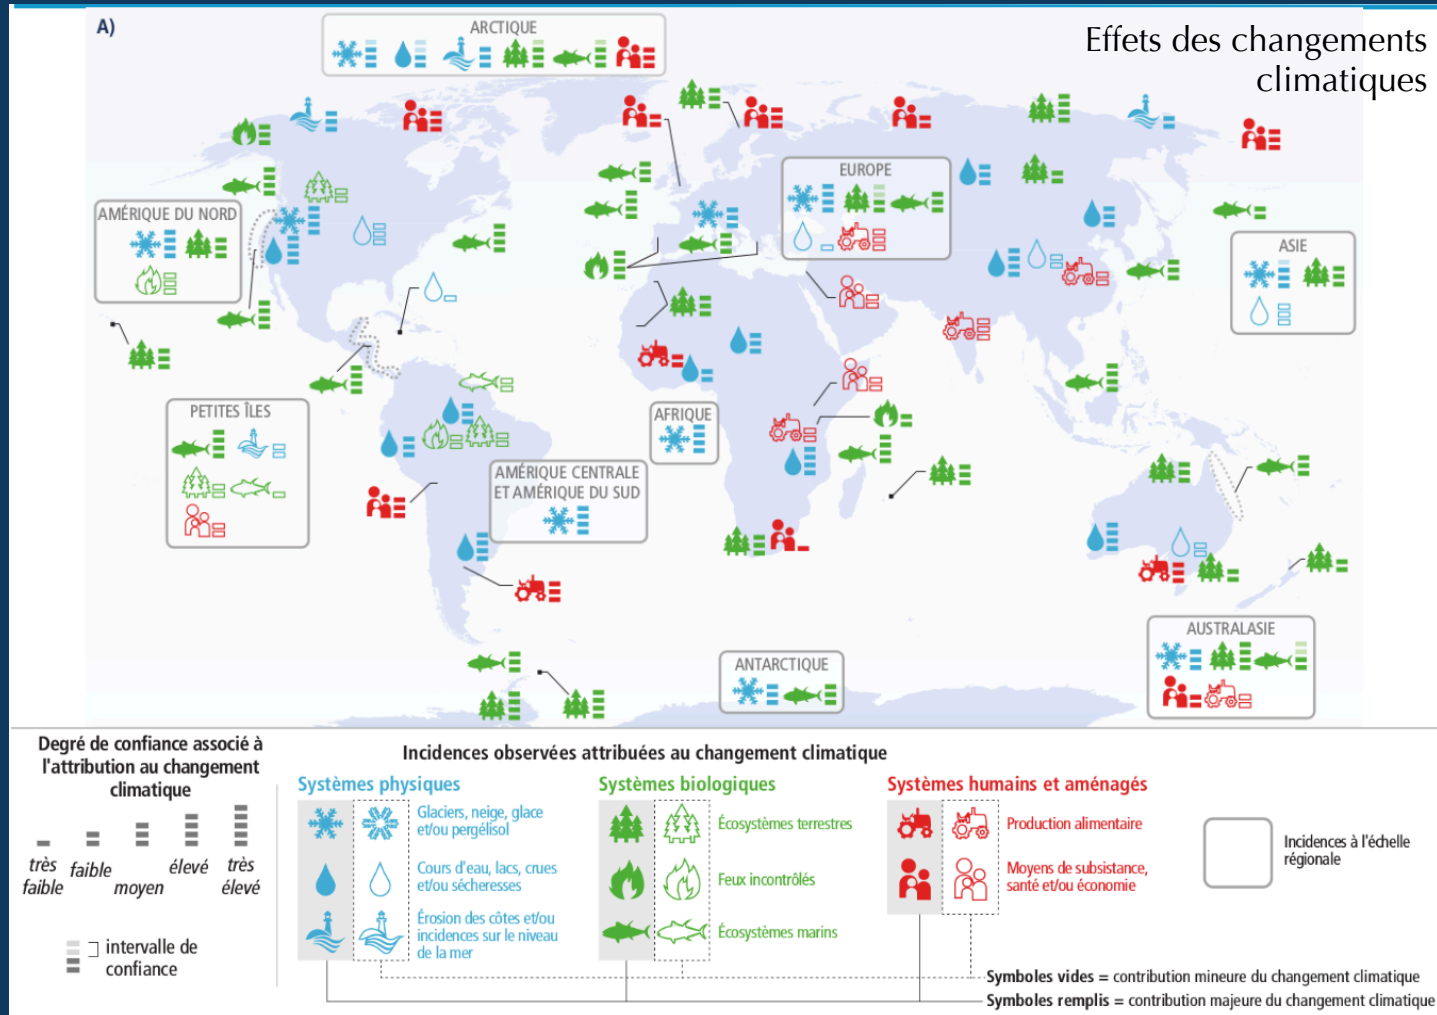 A)
Effets des changements
climatiques
ARCTIQUE
EUROPE
AMÉRIQUE DU NORD
ASIE
PETITES ÎLES
AFRIQUE
AMÉRIQUE CENTRALE
ET AMÉRIQUE DU SUD
AUSTRALASIE
ANTARCTIQUE
Degré de confiance associé à
l'attribution au changement
climatique
très
faible
faible
moyen
élevé
très
élevé
intervalle de
confiance
Incidences observées attribuées au changement climatique
Systèmes physiques
Glaciers, neige, glace
et/ou pergélisol
Cours d'eau, lacs, crues
et/ou sécheresses
Érosion des côtes et/ou
incidences sur le niveau
de la mer
Systèmes biologiques
Écosystèmes terrestres
Feux incontrôlés
Écosystèmes marins
Systèmes humains et aménagés
Production alimentaire
Moyens de subsistance,
santé et/ou économie
Incidences à l'échelle
régionale
Symboles vides = contribution mineure du changement climatique
Symboles remplis = contribution majeure du changement climatique